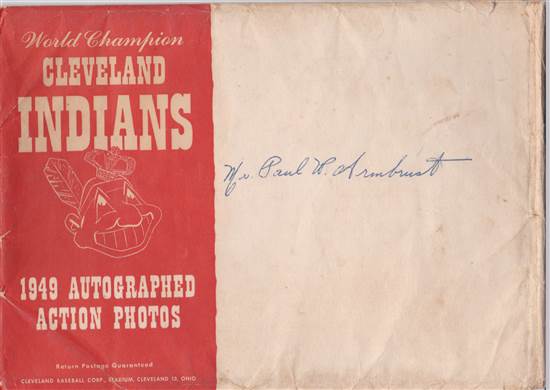 World Champion
CLEVELAND
INDIANS
Mr. Paul W. Armbrust
1949 AUTOGRAPHED
ACTION PHOTOS
Return Postage Guaranteed
CLEVELAND BASEBALL CORP., STADIUM, CLEVELAND 13, OHIO